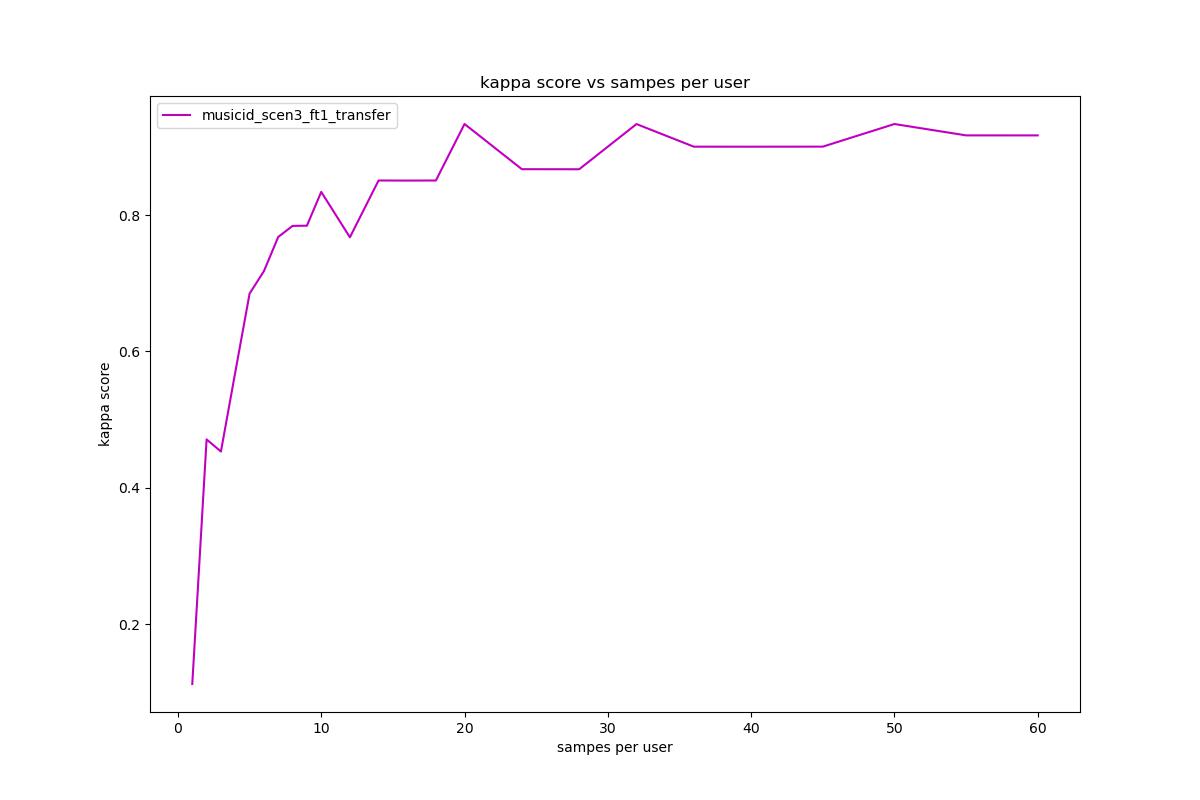 kappa score vs sampes per user
musicid_scen3_ft1_transfer
kappa score
0.8
0.6
0.4
0.2
0 10 20 30 40 50 60
sampes per user